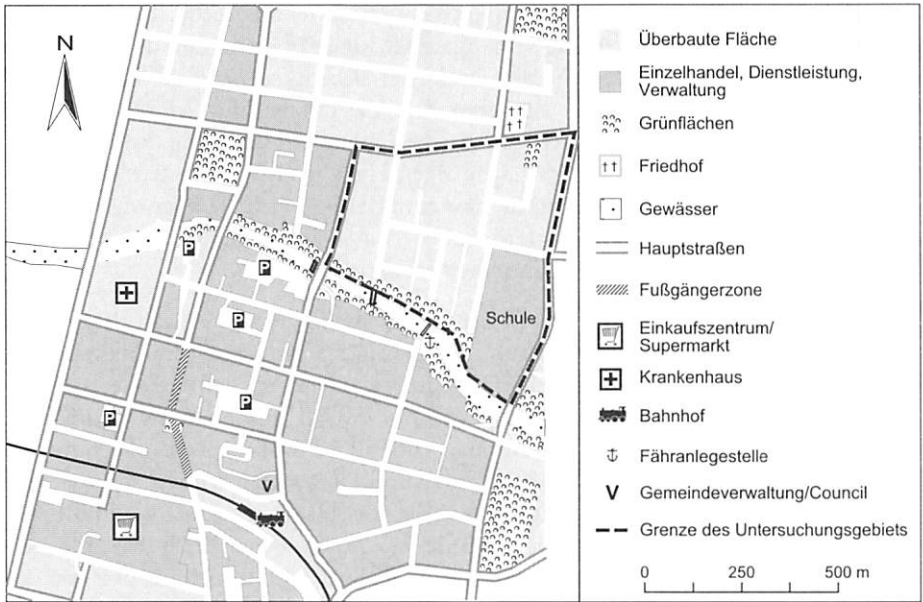 N
P
P
P
P
P
Schule
V
Überbaute Fläche
Einzelhandel, Dienstleistung,
Verwaltung
Grünflächen
Friedhof
Gewässer
Hauptstraßen
Fußgängerzone
Einkaufszentrum/
Supermarkt
Krankenhaus
Bahnhof
Fähranlegestelle
V Gemeindeverwaltung/Council
Grenze des Untersuchungsgebiets
0 250 500 m